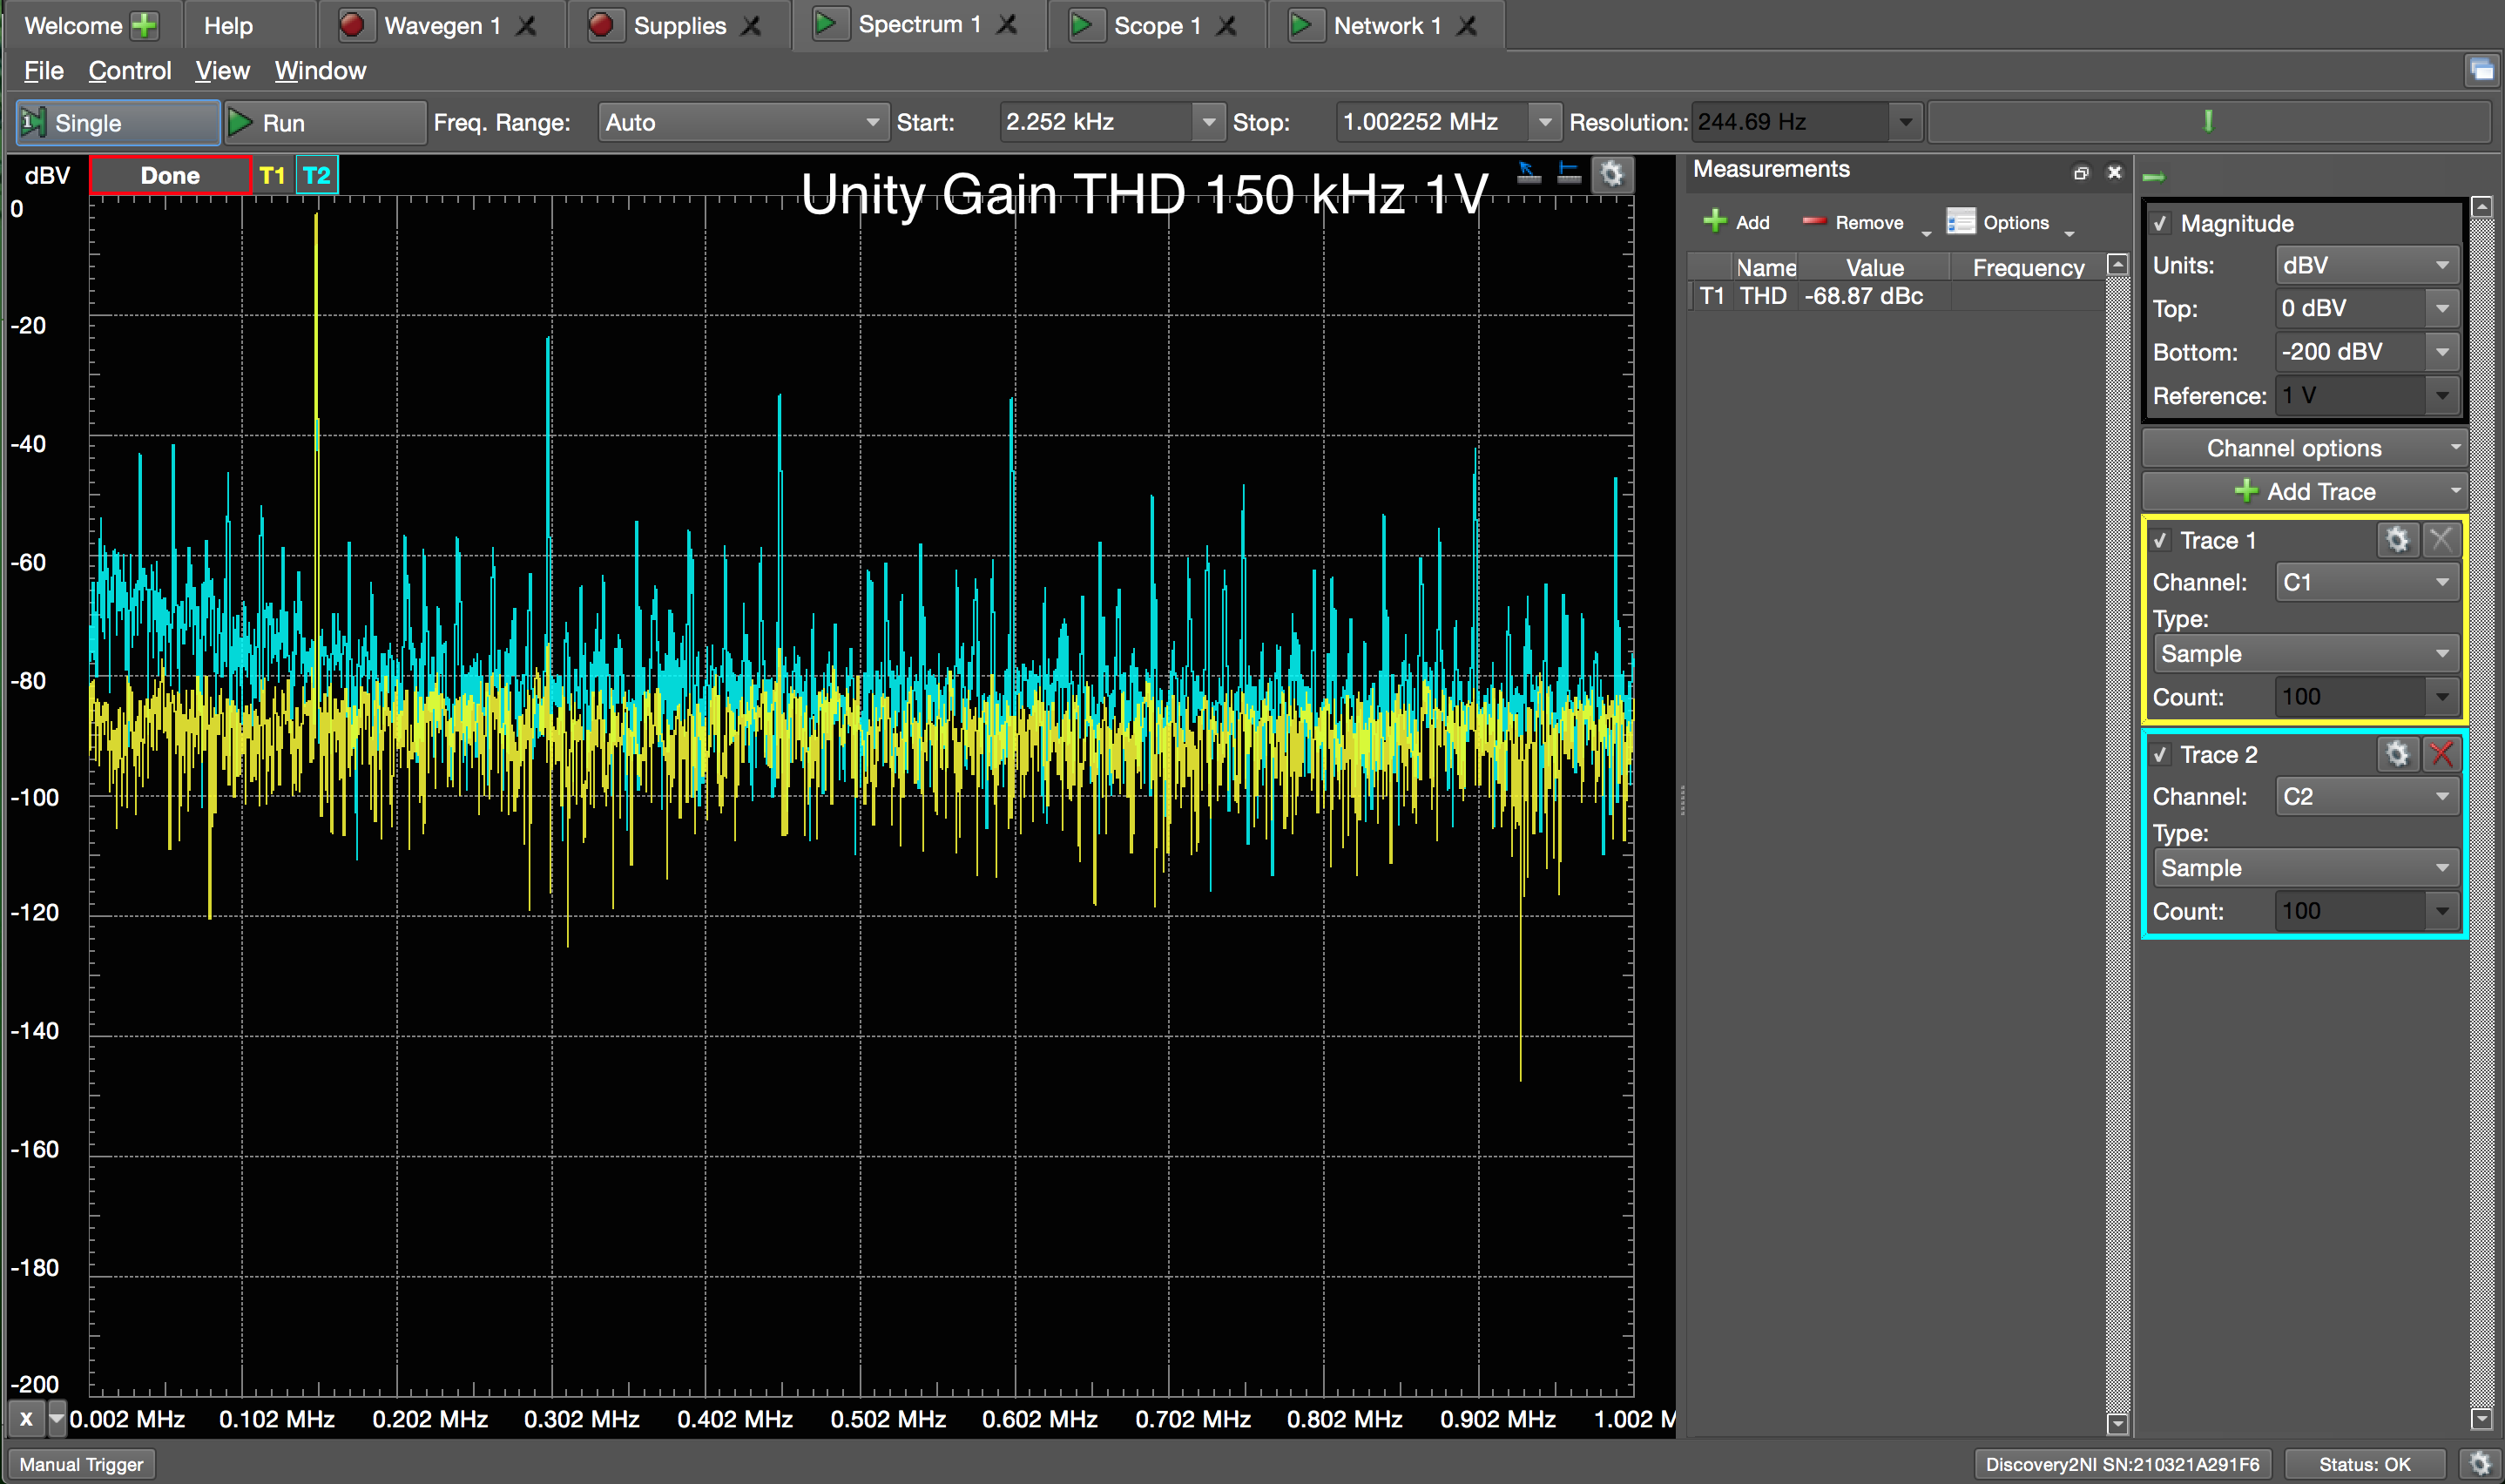 Welcome Help Wavegen 1 Supplies Spectrum 1 Scope 1 Network 1
File Control View Window
Single Run Freq. Range: Auto Start: 2.252 kHz Stop: 1.002252 MHz Resolution: 244.69 Hz
dBV Done T1 T2
Unity Gain THD 150 kHz 1V
0
-20
-40
-60
-80
-100
-120
-140
-160
-180
-200
X 0.002 MHz 0.102 MHz 0.202 MHz 0.302 MHz 0.402 MHz 0.502 MHz 0.602 MHz 0.702 MHz 0.802 MHz 0.902 MHz 1.002 M
Measurements
Add Remove Options
Name Value Frequency
T1 THD -68.87 dBc
Magnitude
Units: dBV
Top: 0 dBV
Bottom: -200 dBV
Reference: 1 V
Channel options
Add Trace
Trace 1
Channel: C1
Type:
Sample
Count: 100
Trace 2
Channel: C2
Type:
Sample
Count: 100
Manual Trigger Discovery2NI SN:210321A291F6 Status: OK